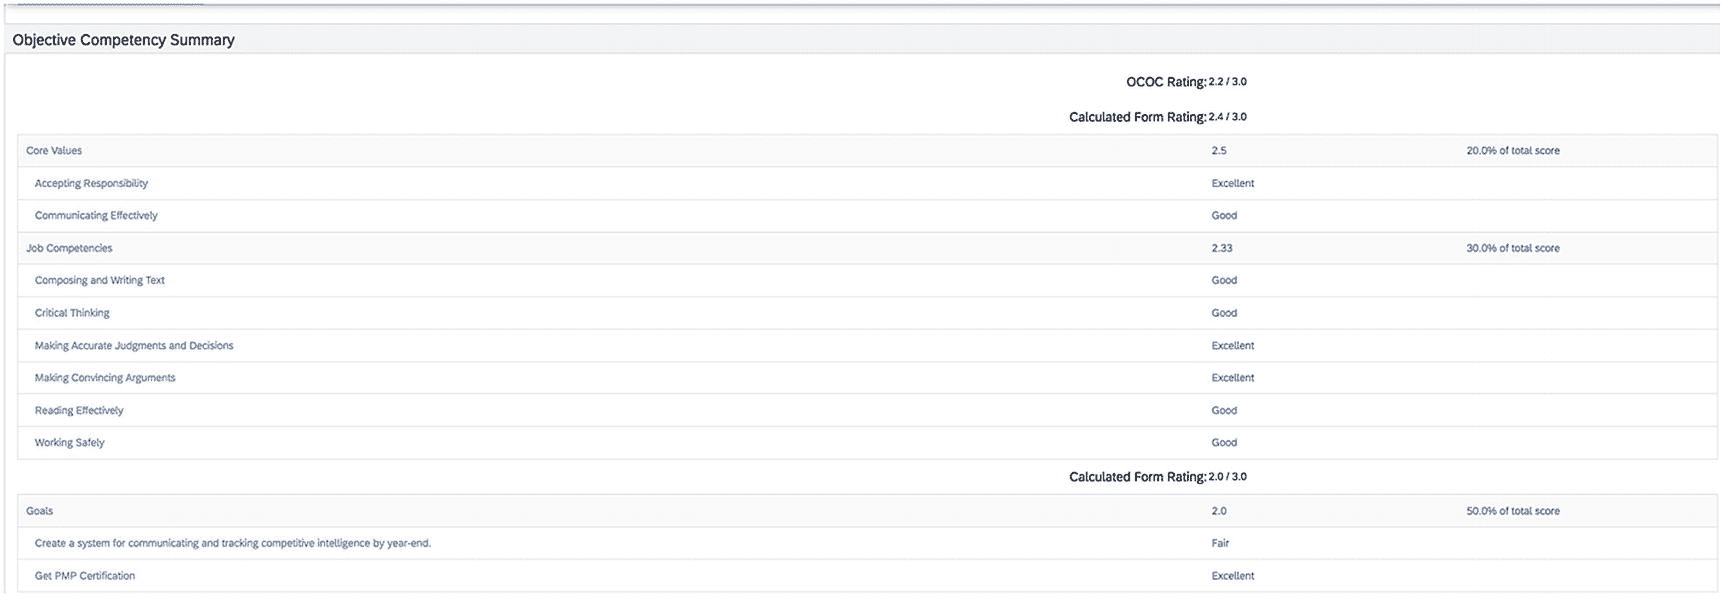 Objective Competency Summary
OCOC Rating: 2.2 / 3.0
Calculated Form Rating: 2.4 / 3.0
Core Values 2.5 20.0% of total score
Accepting Responsibility Excellent
Communicating Effectively Good
Job Competencies 2.33 30.0% of total score
Composing and Writing Text Good
Critical Thinking Good
Making Accurate Judgments and Decisions Excellent
Making Convincing Arguments Excellent
Reading Effectively Good
Working Safely Good
Calculated Form Rating: 2.0 / 3.0
Goals 2.0 50.0% of total score
Create a system for communicating and tracking competitive intelligence by year-end. Fair
Get PMP Certification Excellent